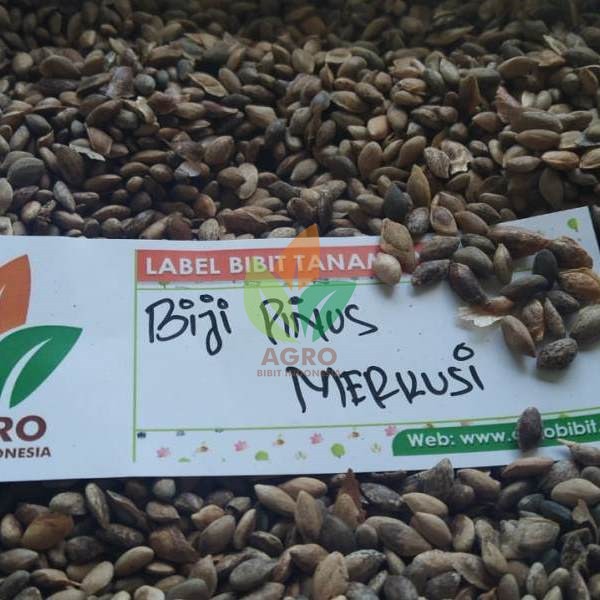 LABEL BIBIT TANAM
Biji Pinus
MERKUSI
AGRO
BIBIT INDONESIA
RO
ONESIA
Web: www.
bibit.